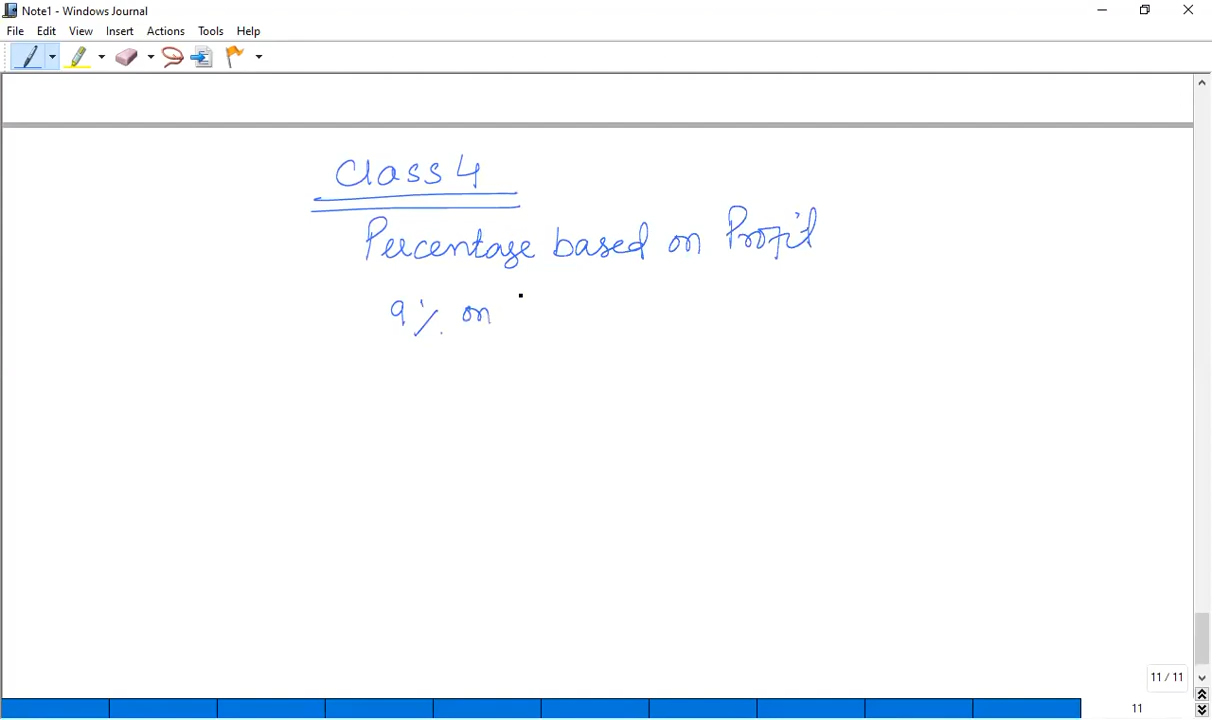 Note1 - Windows Journal
File Edit View Insert Actions Tools Help
Class 4
Percentage based on Profit
9% on
11 / 11
11